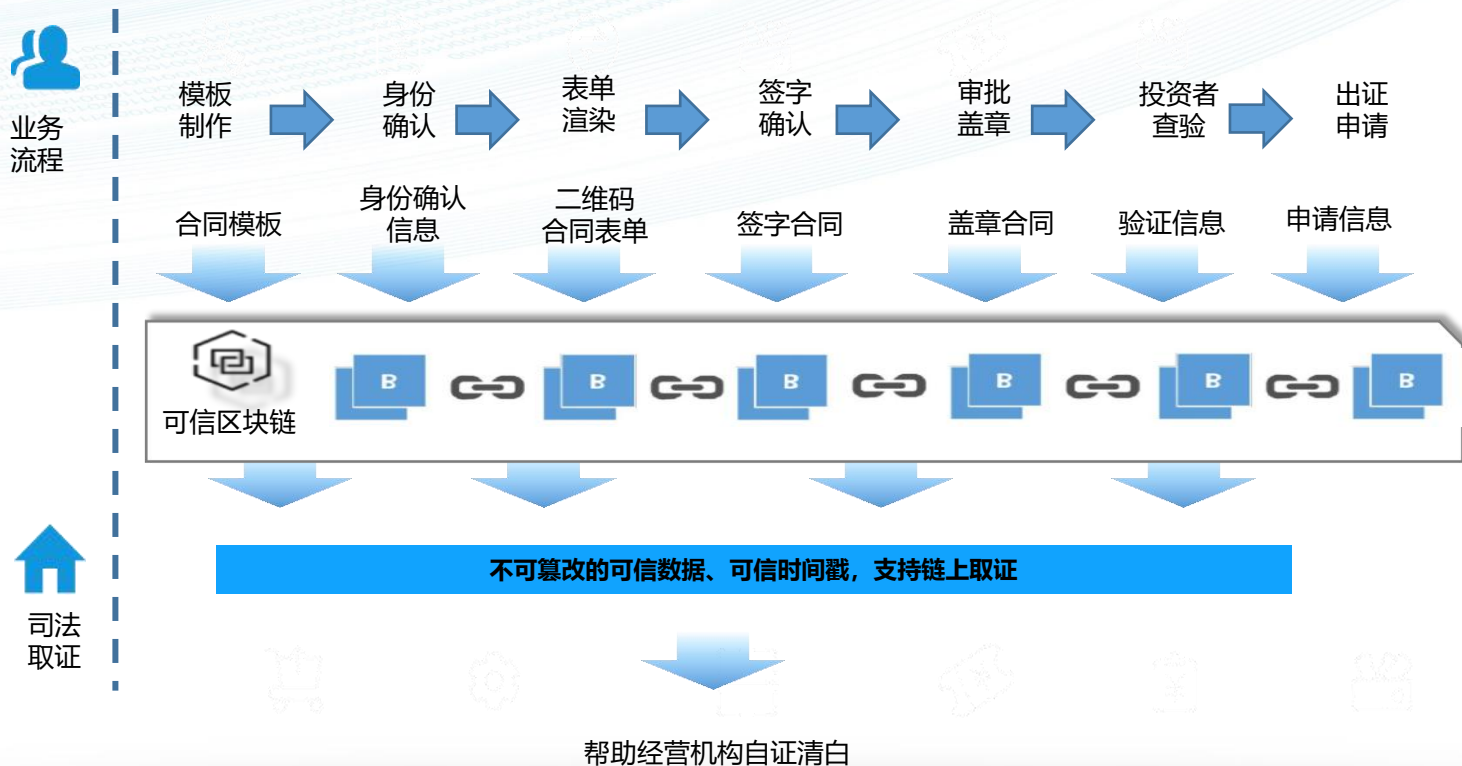 业务
流程
模板
制作
身份
确认
表单
渲染
签字
确认
审批
盖章
投资者
查验
出证
申请
合同模板
身份确认
信息
二维码
合同表单
签字合同
盖章合同
验证信息
申请信息
可信区块链
B
B
B
B
B
B
不可篡改的可信数据、可信时间戳，支持链上取证
司法
取证
帮助经营机构自证清白